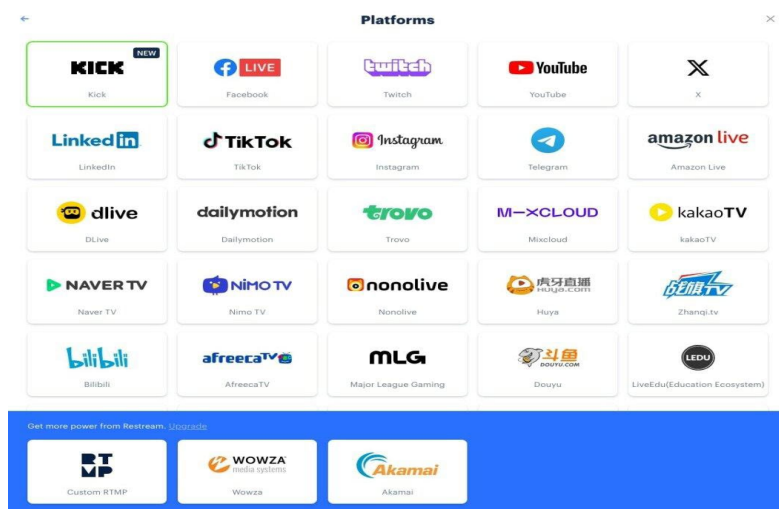 Platforms
NEW
KICK
Kick
LIVE
Facebook
twitch
Twitch
YouTube
YouTube
X
X
Linked in
LinkedIn
TikTok
TikTok
Instagram
Instagram
Telegram
amazon live
Amazon Live
dlive
DLive
dailymotion
Dailymotion
trovo
Trovo
M—XCLOUD
Mixcloud
kakaoTV
kakaoTV
NAVER TV
Naver TV
NiMO TV
Nimo TV
nonolive
Nonolive
虎牙直播
HUYA.COM
Huya
战旗TV
Zhanqi.tv
bilibili
Bilibili
afreecaTV
AfreecaTV
MLG
Major League Gaming
斗鱼
DOUYU.COM
Douyu
LEDU
LiveEdu(Education Ecosystem)
Get more power from Restream. Upgrade
RT
MP
Custom RTMP
WOWZA
media systems
Wowza
Akamai
Akamai